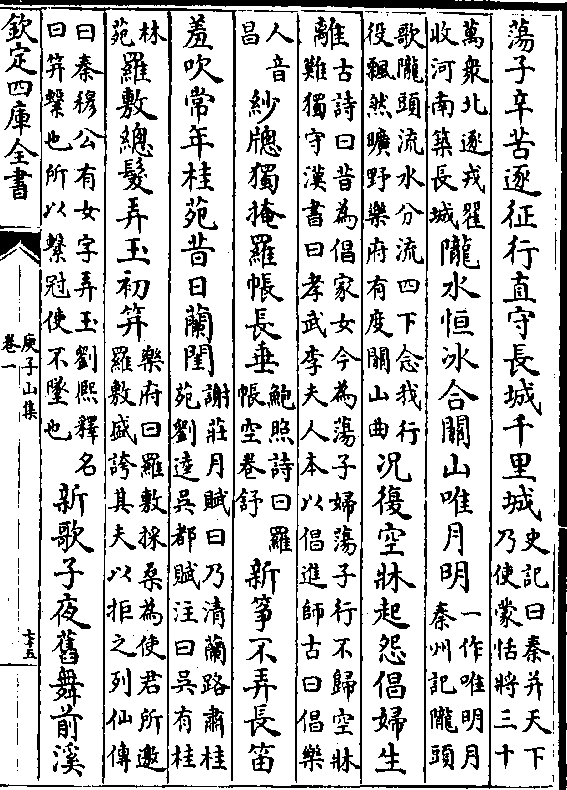 蕩子辛苦逐征行直守長城千里城史記曰秦并天下乃使蒙恬將三十
萬衆北逐戎翟收河南築長城隴水恒冰合關山唯月明一作唯明月秦州記隴頭
歌隴頭流水分流四下念我行役飄然曠野樂府有度關山曲况復空牀起怨倡婦生
離古詩曰昔為倡家女今為蕩子婦蕩子行不歸空牀難獨守漢書曰孝武李夫人本以倡進師古曰倡樂
人音昌紗牕獨掩羅帳長垂鮑照詩曰羅帳空卷舒新箏不弄長笛
羞吹常年桂苑昔日蘭閨謝莊月賦曰乃清蘭路肅桂苑劉逵吳都賦注曰吳有桂
林苑羅敷總髮弄玉初笄樂府曰羅敷採桑為使君所邀羅敷盛誇其夫以拒之列仙傳
曰秦穆公有女字弄玉劉熙釋名曰笄繫也所以繫冠使不墜也新歌子夜舊舞前溪
欽定四庫全書
庾子山集
卷一